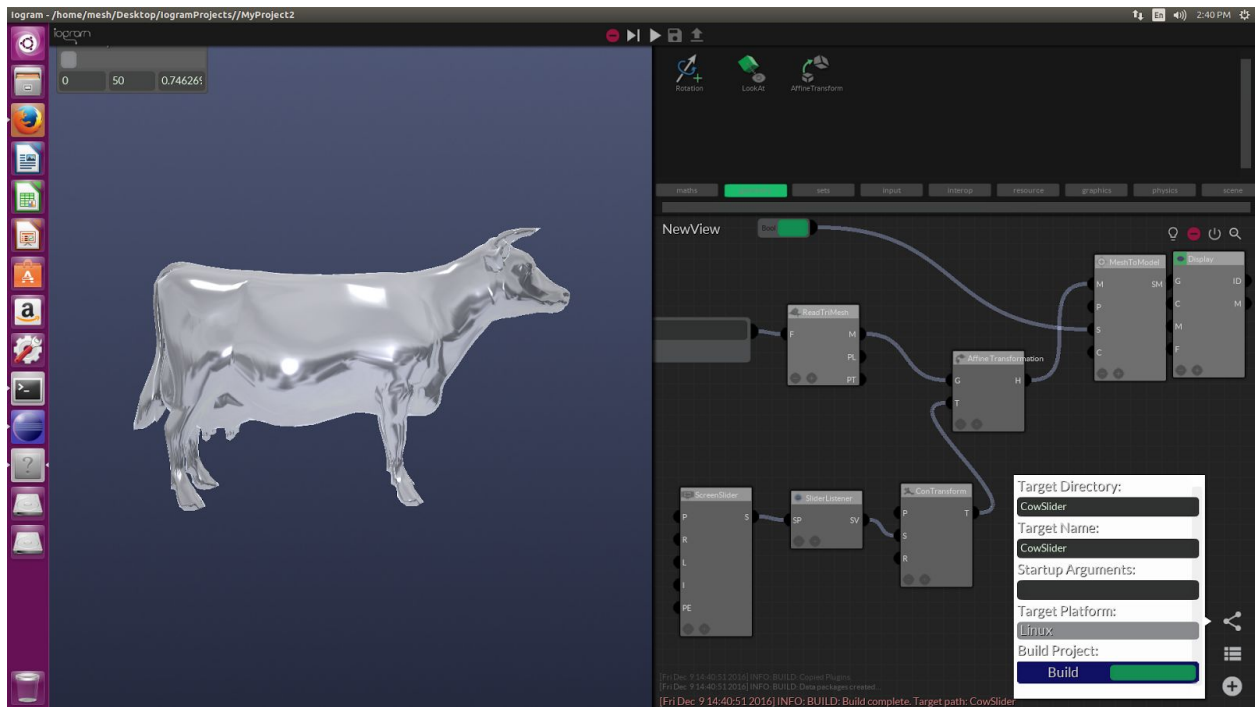 Iogram - /home/mesh/Desktop/IogramProjects//MyProject2
En
2:40 PM
iogram
0 50 0.746269
Rotation LookAt AffineTransform
maths sets input interop resource graphics physics scene
NewView
Bool
MeshToModel
M SM
P
S
C
Display
G ID
C M
M
F
ReadTriMesh
F M
PL
PT
Affine Transformation
G H
T
ScreenSlider
P S
R
L
I
PE
SliderListener
SP SV
ConTransform
P T
S
R
Target Directory:
CowSlider
Target Name:
CowSlider
Startup Arguments:
Target Platform:
Linux
Build Project:
Build
[Fri Dec 9 14:40:51 2016] INFO: BUILD: Copied Plugins
[Fri Dec 9 14:40:51 2016] INFO: BUILD: Data packages created.
[Fri Dec 9 14:40:51 2016] INFO: BUILD: Build complete. Target path: CowSlider